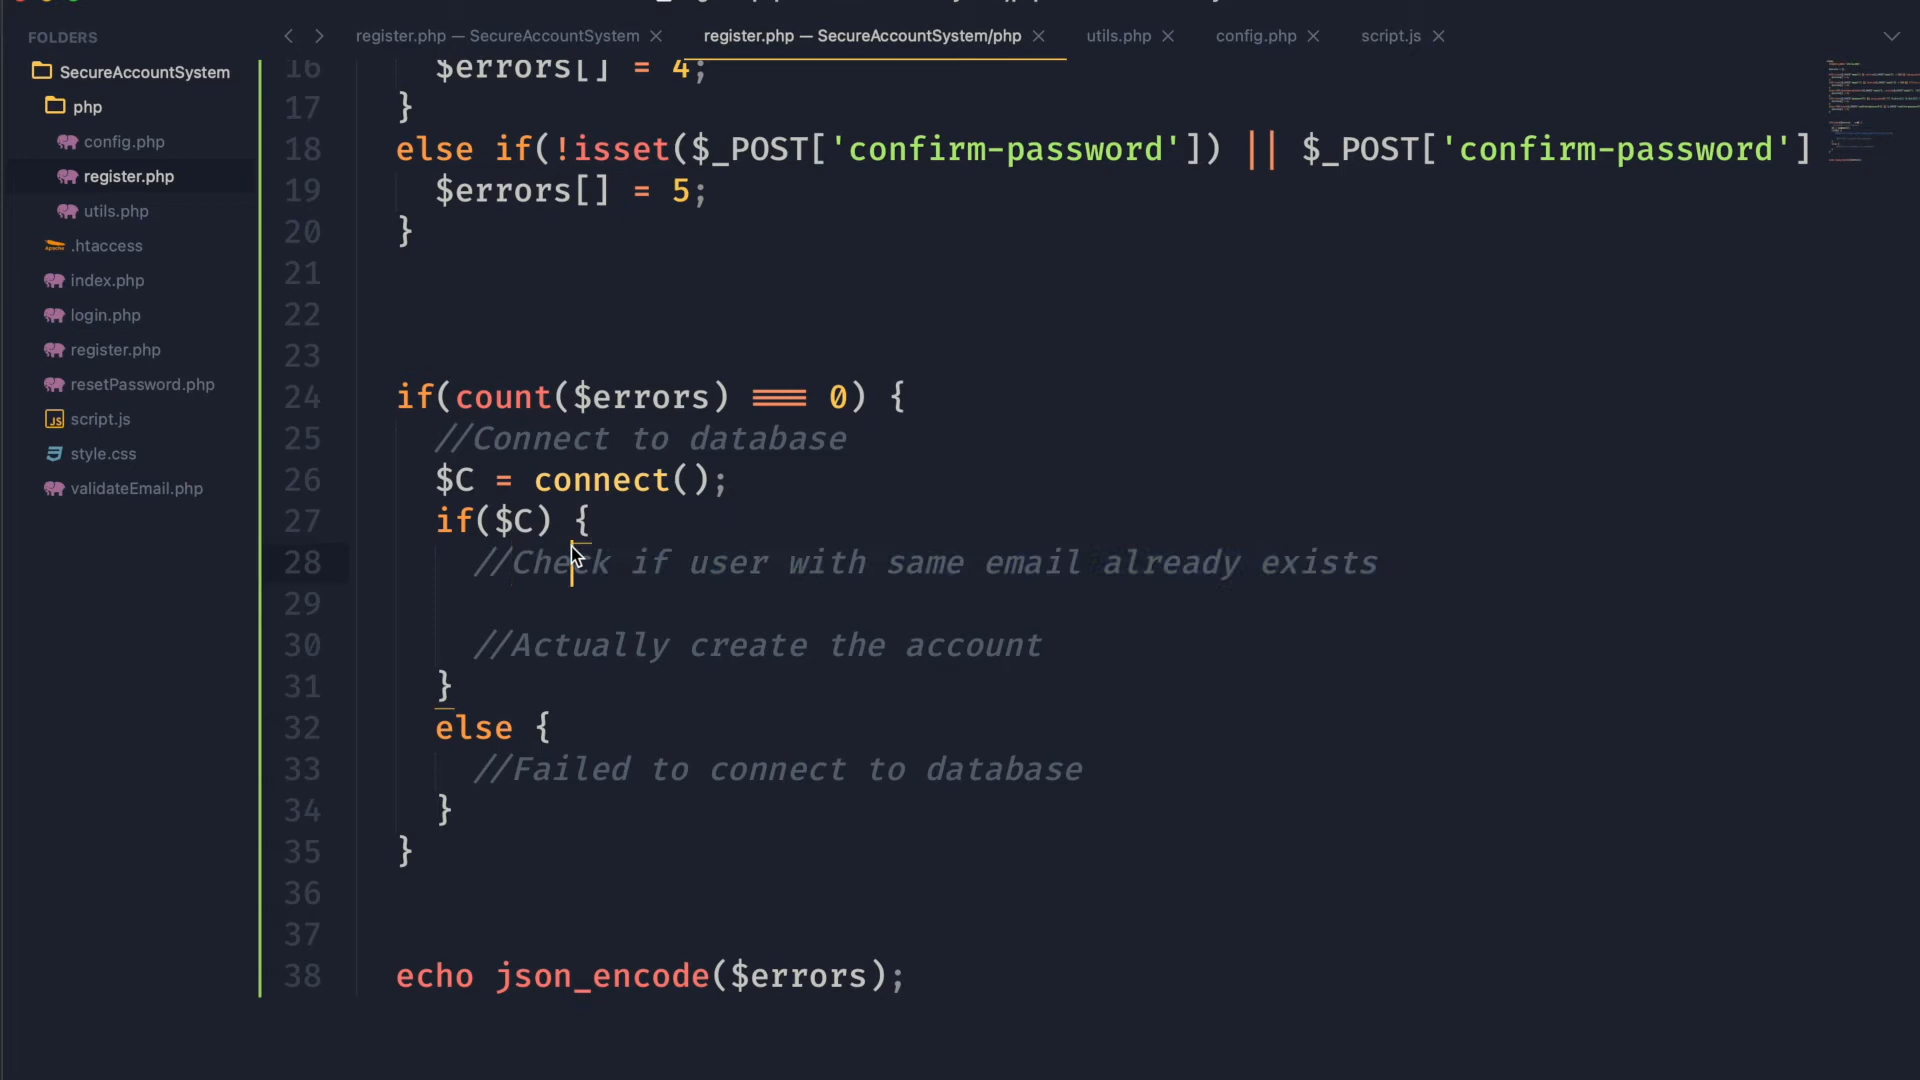 FOLDERS
SecureAccountSystem
php
config.php
register.php
utils.php
.htaccess
index.php
login.php
register.php
resetPassword.php
script.js
style.css
validateEmail.php
register.php — SecureAccountSystem
register.php — SecureAccountSystem/php
utils.php
config.php
script.js
16 $errors[] = 4;
17 }
18 else if(!isset($_POST['confirm-password']) || $_POST['confirm-password']
19 $errors[] = 5;
20 }
21
22
23
24 if(count($errors) === 0) {
25 //Connect to database
26 $C = connect();
27 if($C) {
28 //Check if user with same email already exists
29
30 //Actually create the account
31 }
32 else {
33 //Failed to connect to database
34 }
35 }
36
37
38 echo json_encode($errors);